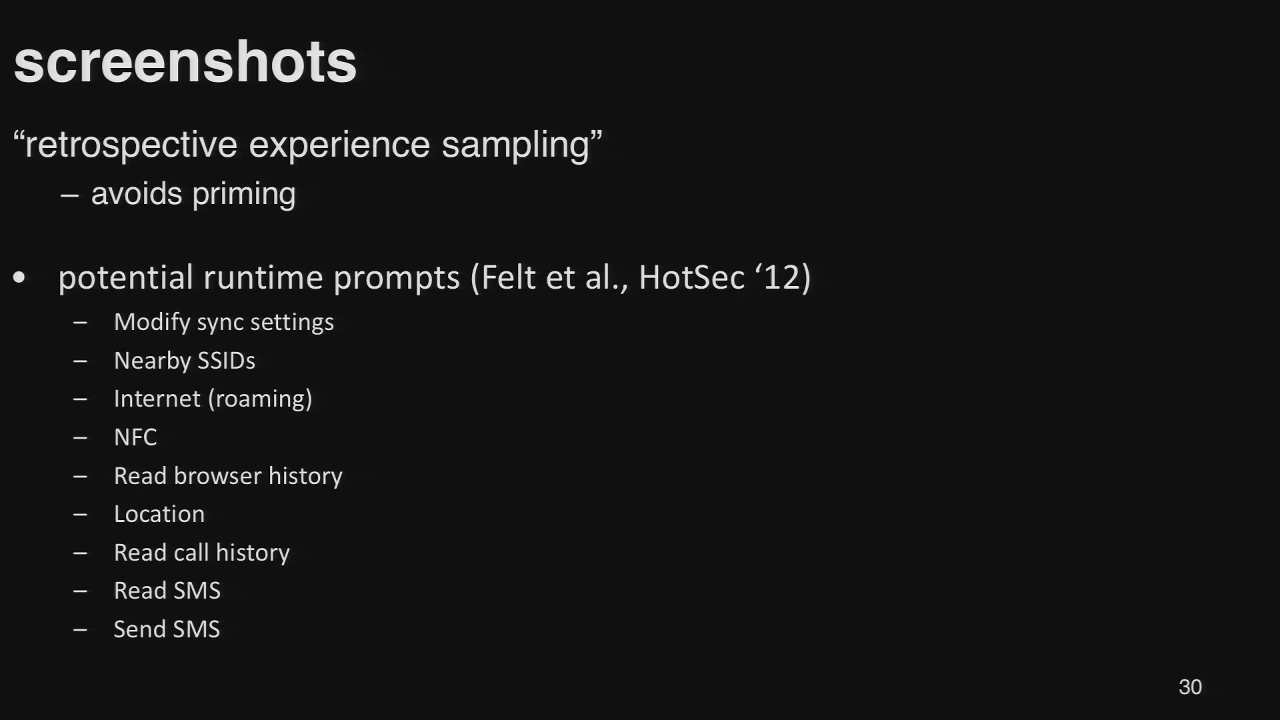 screenshots
“retrospective experience sampling”
– avoids priming
• potential runtime prompts (Felt et al., HotSec ‘12)
– Modify sync settings
– Nearby SSIDs
– Internet (roaming)
– NFC
– Read browser history
– Location
– Read call history
– Read SMS
– Send SMS
30